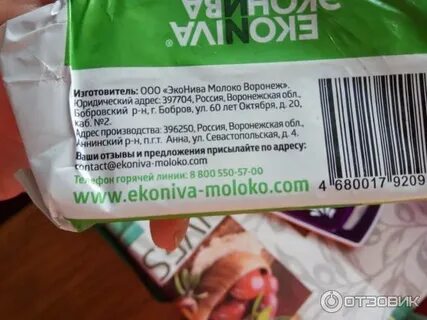 EKONIVA®
ЭКОНИВА
Изготовитель: ООО «ЭкоНива Молоко Воронеж».
Юридический адрес: 397704, Россия, Воронежская обл.,
Бобровский р-н, г. Бобров, ул. 60 лет Октября, д. 20,
каб. №2.
Адрес производства: 396250, Россия, Воронежская обл.,
Аннинский р-н, п.г.т. Анна, ул. Севастопольская, д. 4.
Ваши отзывы и предложения присылайте по адресу:
contact@ekoniva-moloko.com
Телефон горячей линии: 8 800 550-57-00
www.ekoniva-moloko.com
4 680017 9209
ОТЗОВИК